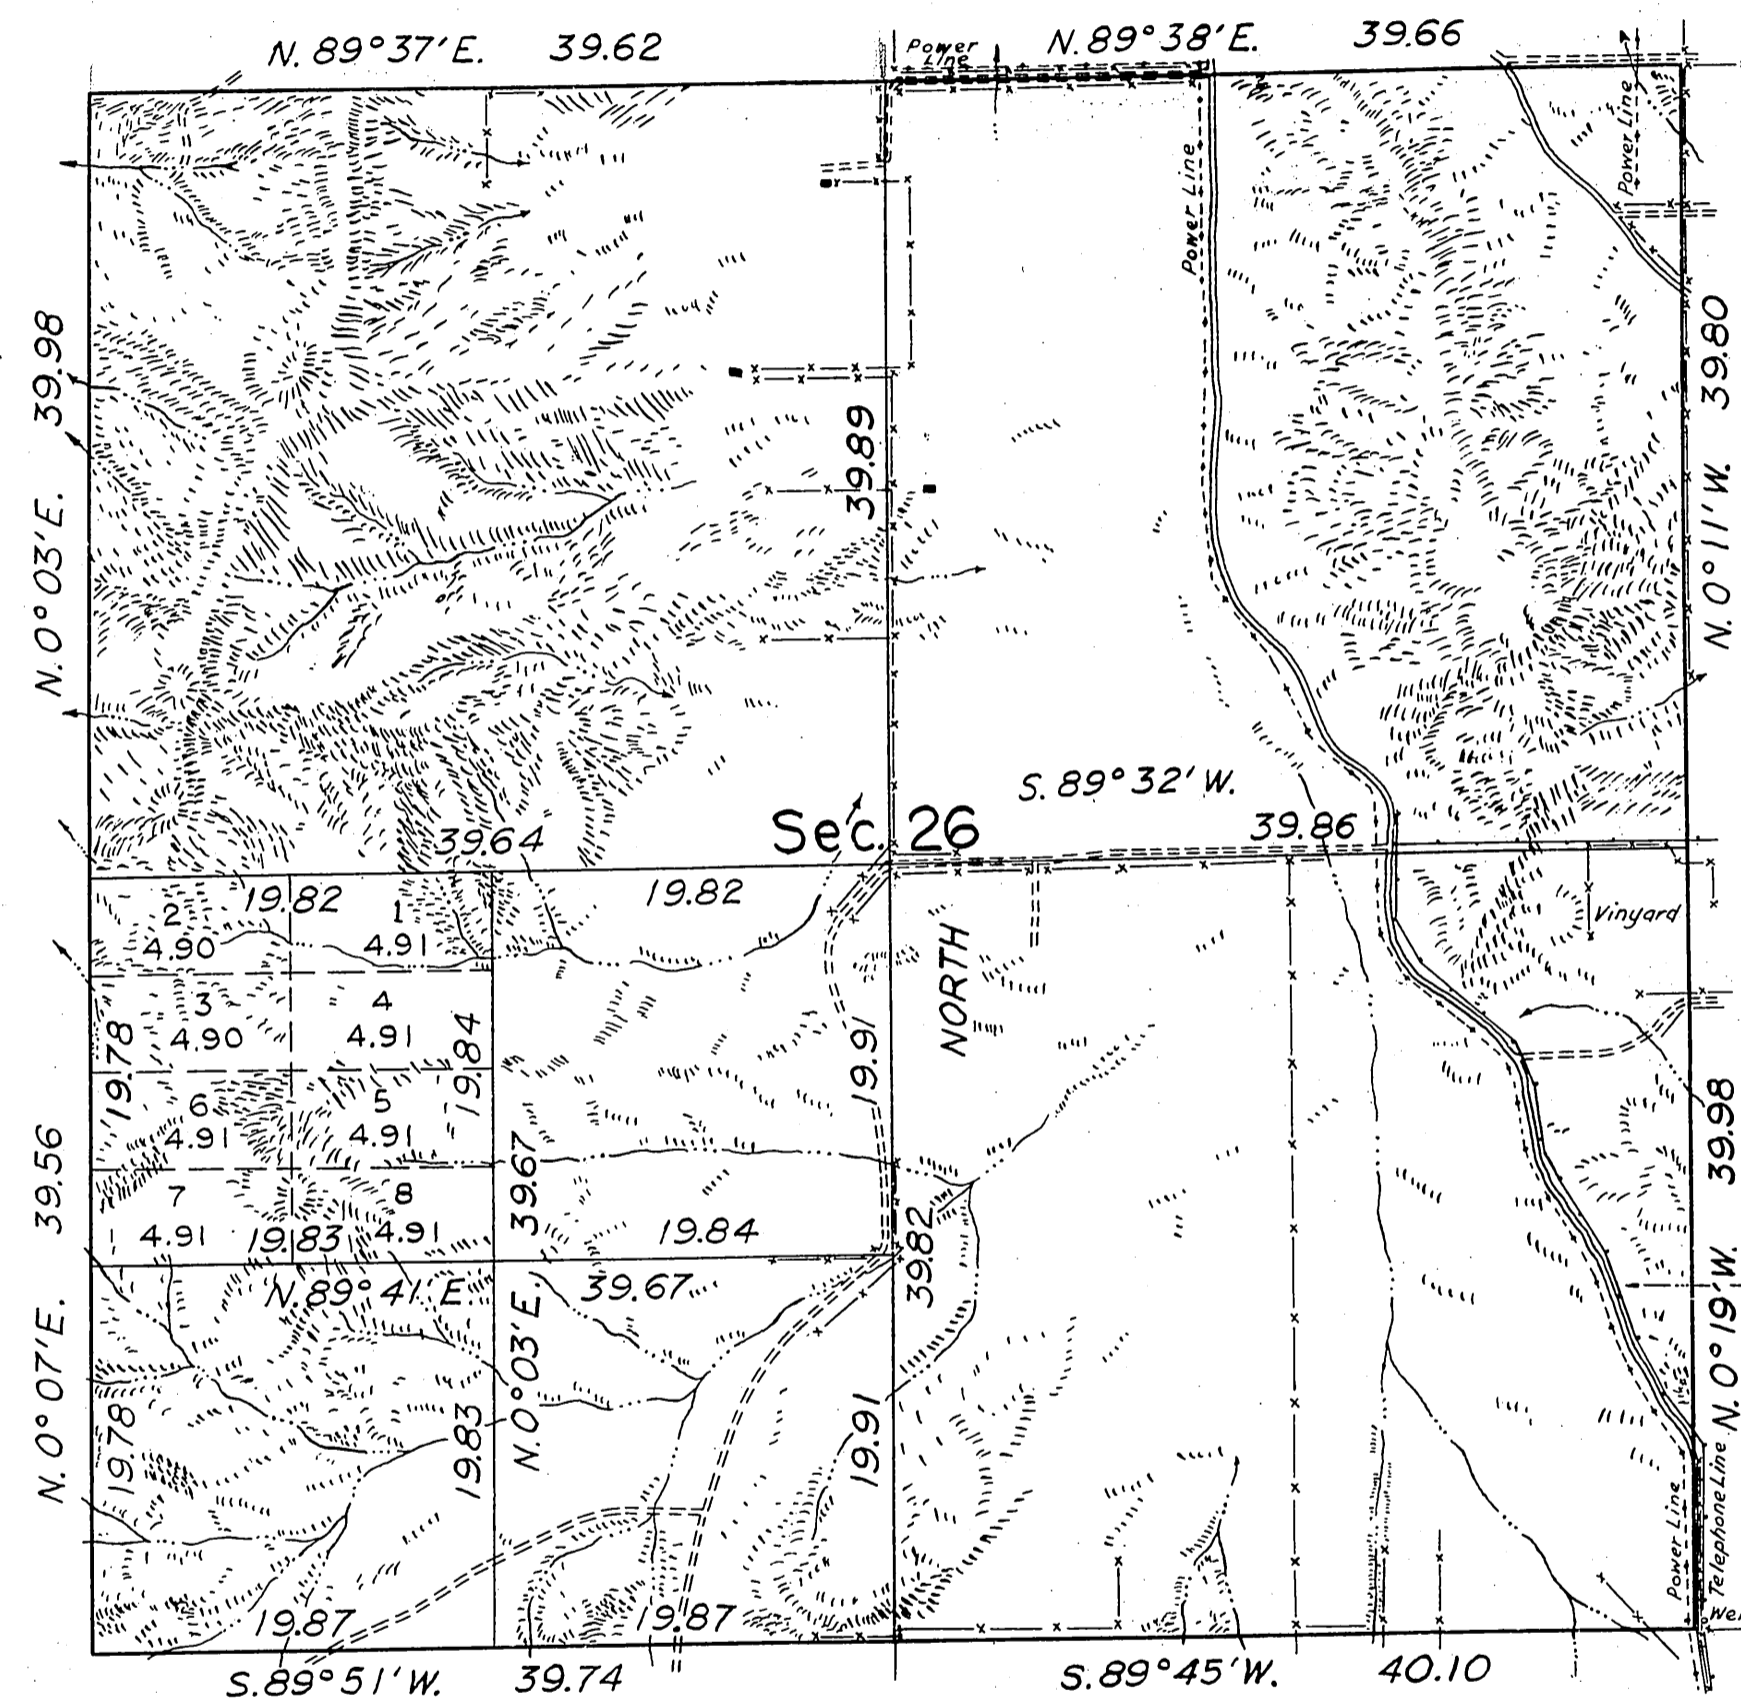 N. 89°37'E. 39.62
Power Line
N. 89°38'E. 39.66
Power Line
Power Line
N. 0°03'E. 39.98
39.89
N. 0°11'W. 39.80
S. 89°32'W.
39.64
Sec. 26
39.86
2
4.90
19.82
1
4.91
19.82
NORTH
Vinyard
3
4.90
4
4.91
19.78
19.84
19.91
6
4.91
5
4.91
7
4.91
19.83
8
4.91
39.67
19.84
39.82
N. 0°07'E. 39.56
N. 89°41' E.
39.67
N. 0°03'E.
N. 0°19'W. 39.98
19.78
19.83
19.91
Power Line
Telephone Line
19.87
19.87
S. 89°51'W. 39.74
S. 89°45'W. 40.10